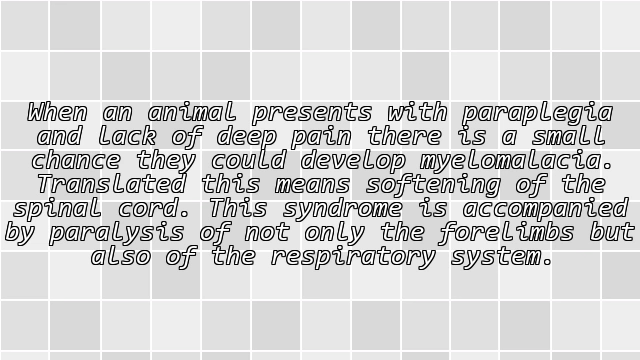 When an animal presents with paraplegia
and lack of deep pain there is a small
chance they could develop myelomalacia.
Translated this means softening of the
spinal cord. This syndrome is accompanied
by paralysis of not only the forelimbs but
also of the respiratory system.